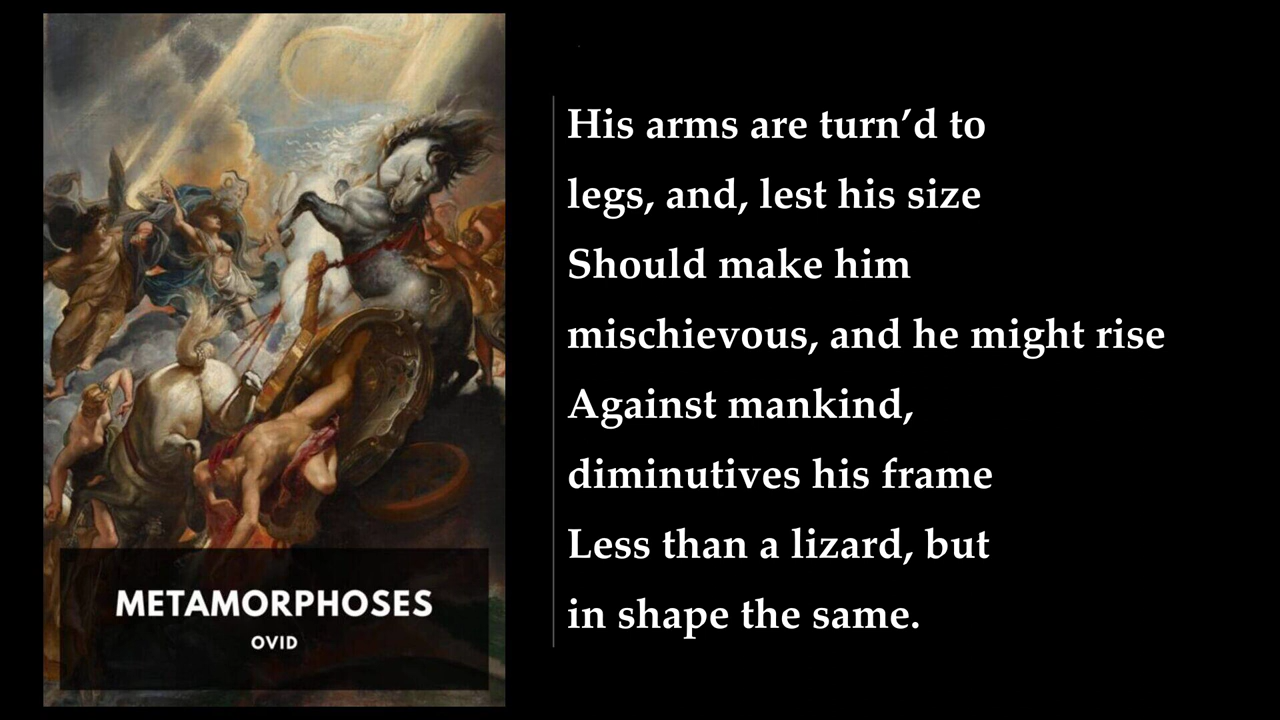 METAMORPHOSES
OVID
His arms are turn’d to
legs, and, lest his size
Should make him
mischievous, and he might rise
Against mankind,
diminutives his frame
Less than a lizard, but
in shape the same.